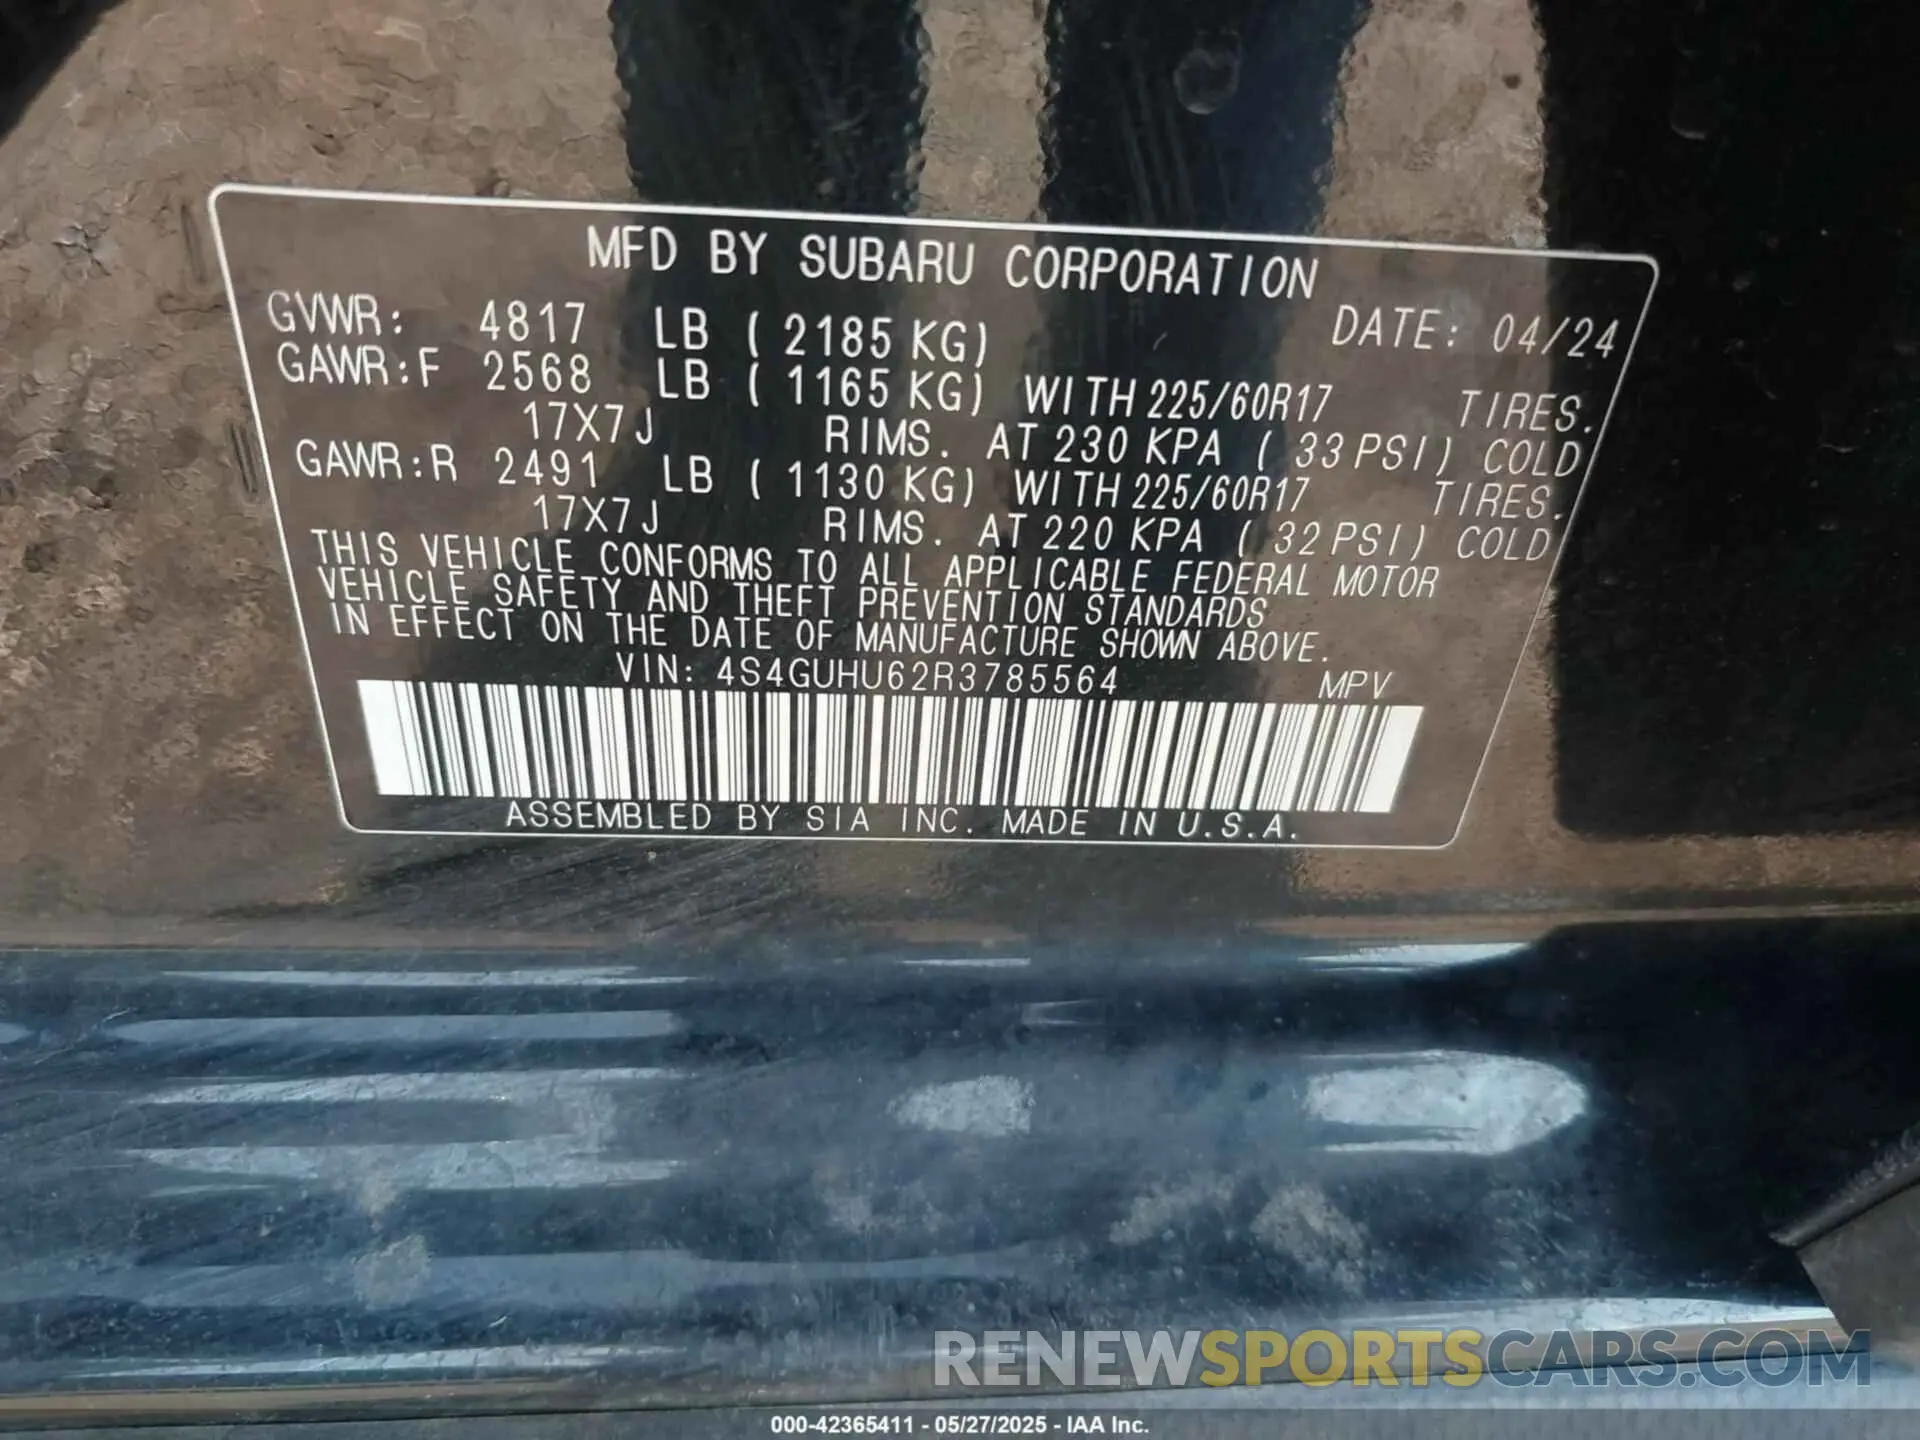 MFD BY SUBARU CORPORATION
GVWR: 4817 LB ( 2185 KG) DATE: 04/24
GAWR:F 2568 LB ( 1165 KG) WITH 225/60R17 TIRES.
17X7J RIMS. AT 230 KPA ( 33 PSI) COLD
GAWR:R 2491 LB ( 1130 KG) WITH 225/60R17 TIRES.
17X7J RIMS. AT 220 KPA ( 32 PSI) COLD
THIS VEHICLE CONFORMS TO ALL APPLICABLE FEDERAL MOTOR
VEHICLE SAFETY AND THEFT PREVENTION STANDARDS
IN EFFECT ON THE DATE OF MANUFACTURE SHOWN ABOVE.
VIN: 4S4GUHU62R3785564 MPV
ASSEMBLED BY SIA INC. MADE IN U.S.A.
RENEWSPORTSCARS.COM
000-42365411 - 05/27/2025 - IAA Inc.